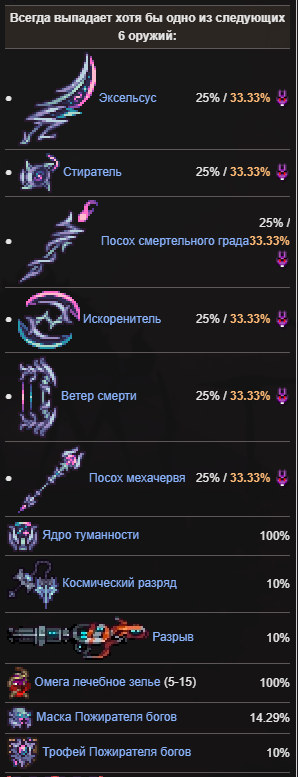 Всегда выпадает хотя бы одно из следующих
6 оружий:
Эксельсус 25% / 33.33%
Стиратель 25% / 33.33%
25% /
Посох смертельного града33.33%
Искоренитель 25% / 33.33%
Ветер смерти 25% / 33.33%
Посох мехачервя 25% / 33.33%
Ядро туманности 100%
Космический разряд 10%
Разрыв 10%
Омега лечебное зелье (5-15) 100%
Маска Пожирателя богов 14.29%
Трофей Пожирателя богов 10%